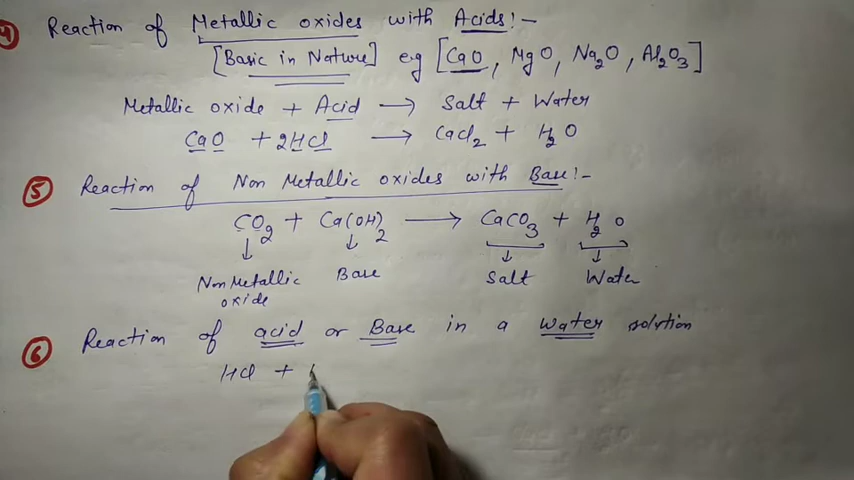 4 Reaction of Metallic oxides with Acids:-
[Basic in Nature] eg [CaO, MgO, Na2O, Al2O3]
Metallic oxide + Acid → Salt + Water
CaO + 2HCl → CaCl2 + H2O
5 Reaction of Non Metallic oxides with Base:-
CO2 + Ca(OH)2 → CaCO3 + H2O
↓ ↓ ↓ ↓
Non Metallic oxide Base Salt Water
6 Reaction of acid or Base in a water solution
HCl +